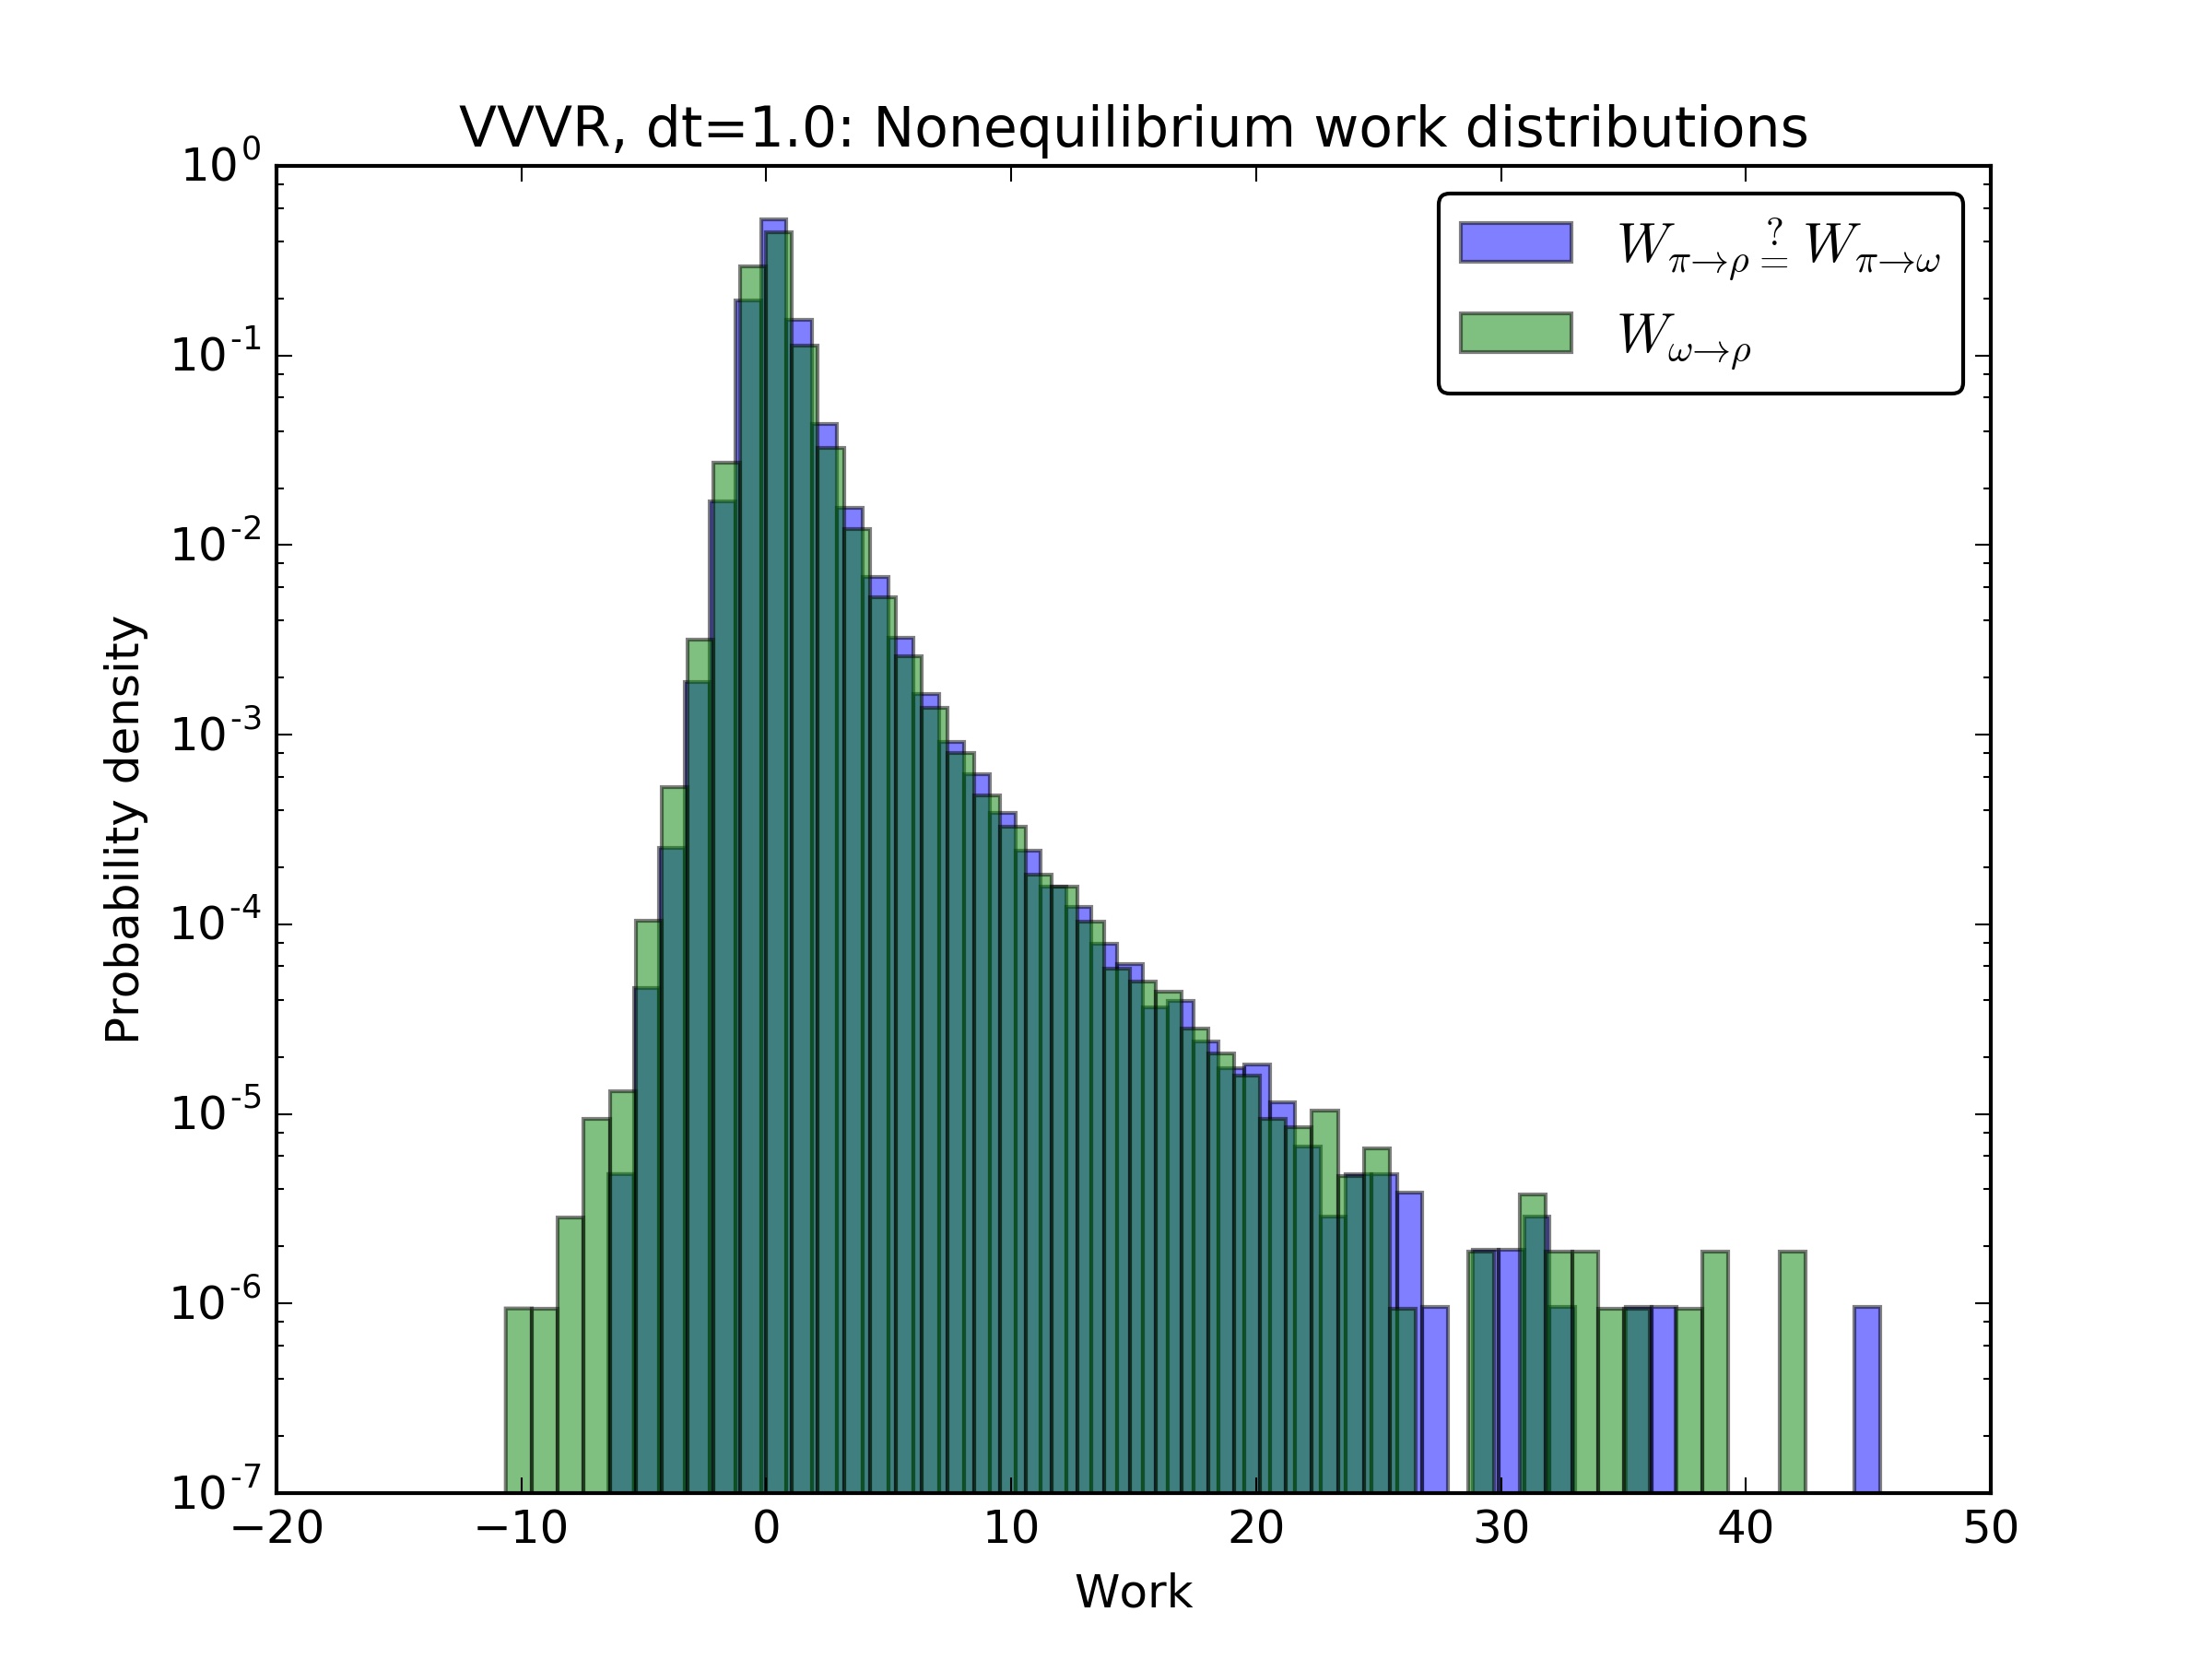 VVVR, dt=1.0: Nonequilibrium work distributions
10^0
10^-1
10^-2
10^-3
10^-4
10^-5
10^-6
10^-7
Probability density
W_{π→ρ} ≟ W_{π→ω}
W_{ω→ρ}
−20 −10 0 10 20 30 40 50
Work